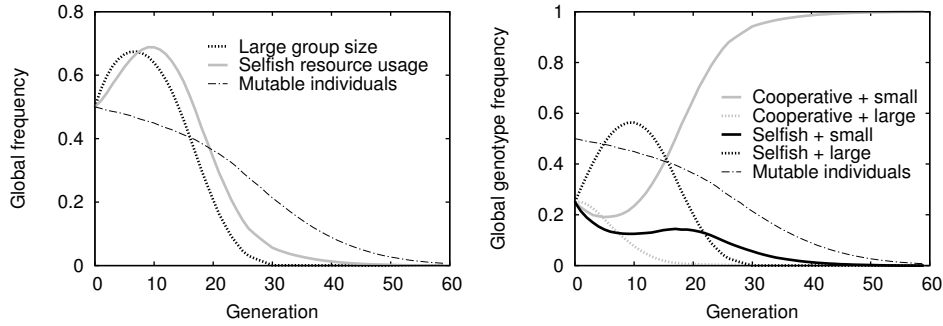 0.8
0.6
0.4
0.2
0
0 10 20 30 40 50 60
Global frequency
Generation
Large group size
Selfish resource usage
Mutable individuals
1
0.8
0.6
0.4
0.2
0
0 10 20 30 40 50 60
Global genotype frequency
Generation
Cooperative + small
Cooperative + large
Selfish + small
Selfish + large
Mutable individuals